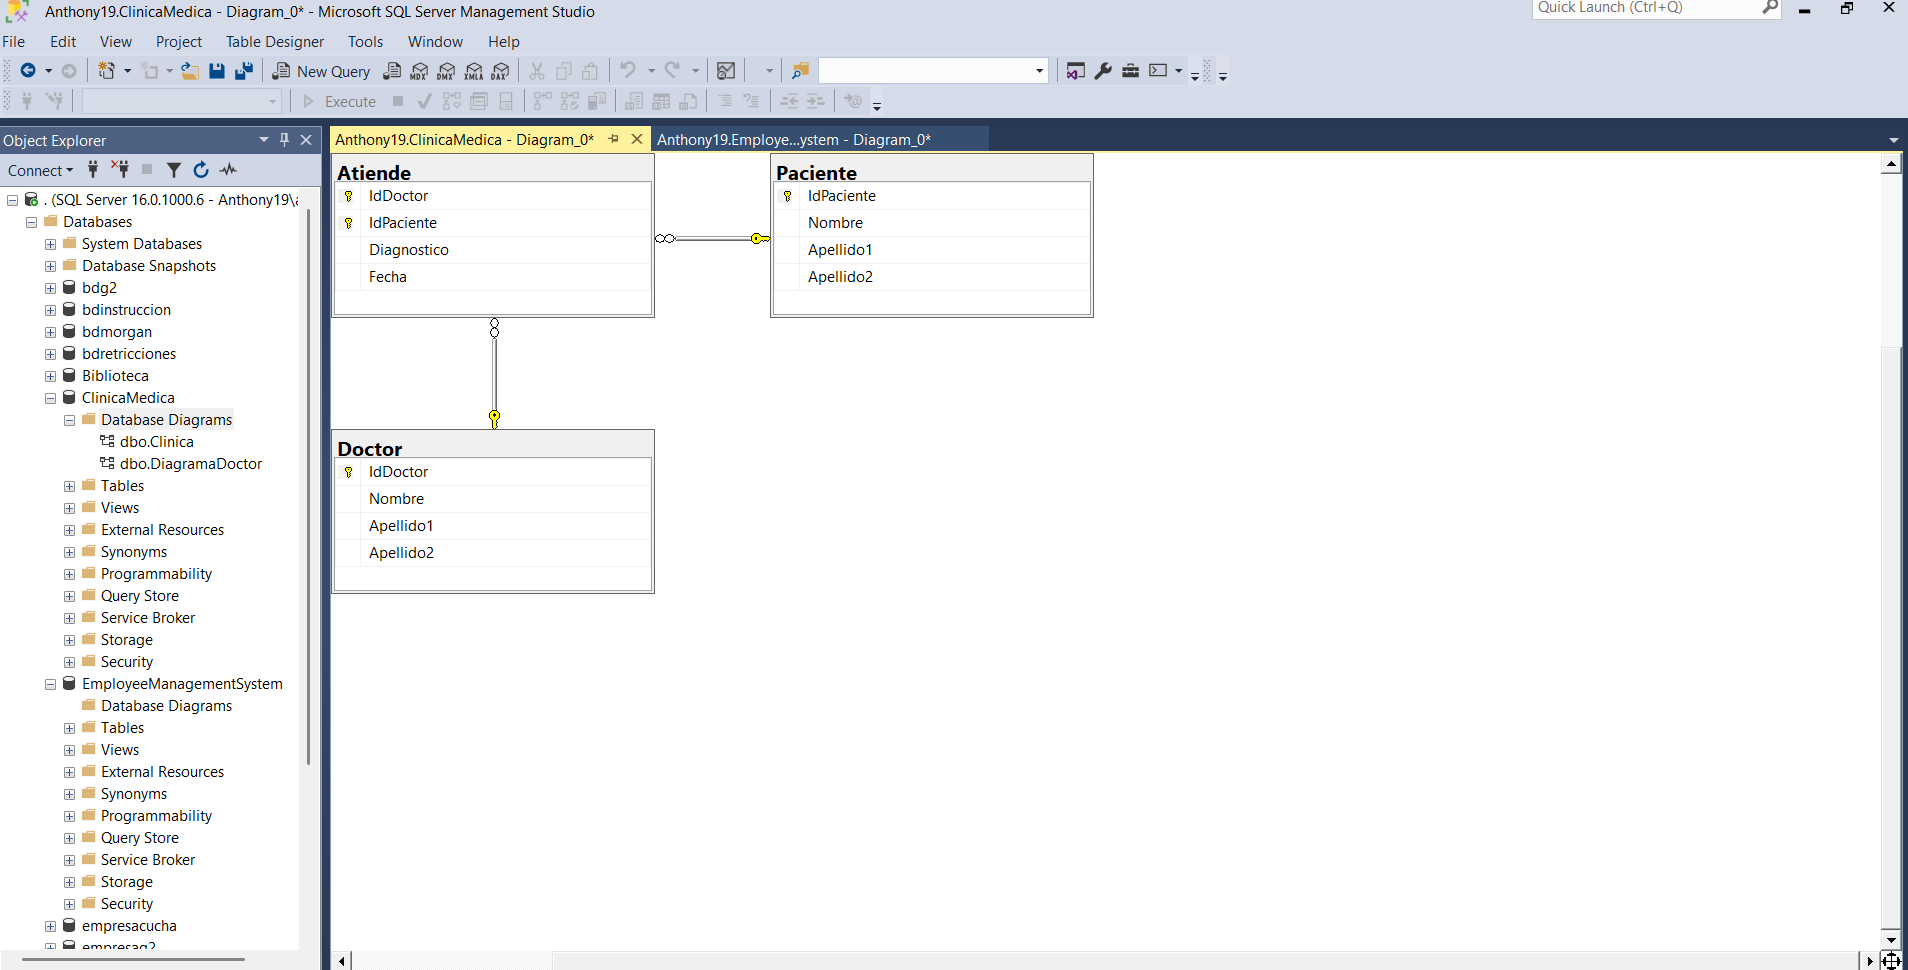 Anthony19.ClinicaMedica - Diagram_0* - Microsoft SQL Server Management Studio
Quick Launch (Ctrl+Q)
File Edit View Project Table Designer Tools Window Help
New Query
MDX DMX XMLA DAX
Execute
Object Explorer
Connect
. (SQL Server 16.0.1000.6 - Anthony19\a
Databases
System Databases
Database Snapshots
bdg2
bdinstruccion
bdmorgan
bdretricciones
Biblioteca
ClinicaMedica
Database Diagrams
dbo.Clinica
dbo.DiagramaDoctor
Tables
Views
External Resources
Synonyms
Programmability
Query Store
Service Broker
Storage
Security
EmployeeManagementSystem
Database Diagrams
Tables
Views
External Resources
Synonyms
Programmability
Query Store
Service Broker
Storage
Security
empresacucha
empresag2
Anthony19.ClinicaMedica - Diagram_0*
Anthony19.Employe...ystem - Diagram_0*
Atiende
IdDoctor
IdPaciente
Diagnostico
Fecha
Paciente
IdPaciente
Nombre
Apellido1
Apellido2
Doctor
IdDoctor
Nombre
Apellido1
Apellido2